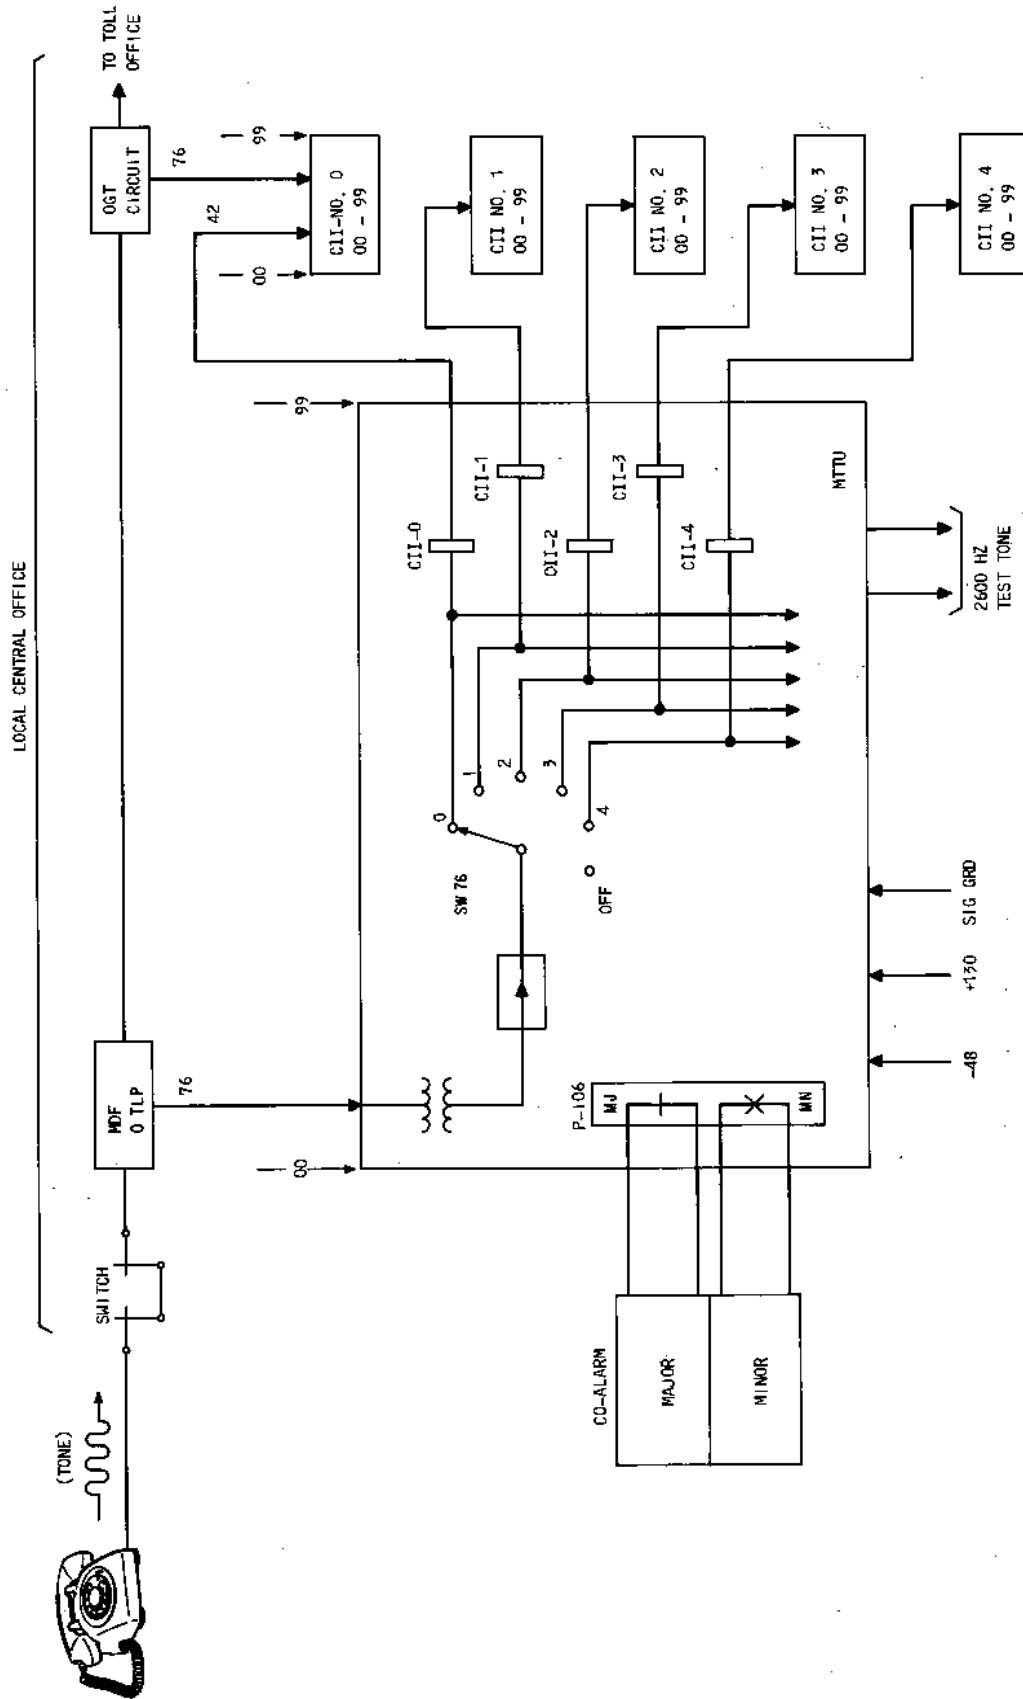 LOCAL CENTRAL OFFICE
(TONE)
SWITCH
MDF
0 TLP
OGT
CIRCUIT
TO TOLL
OFFICE
76
76
42
00
99
CII-NO. 0
00 - 99
00
99
CII-0
CII-1
CII NO. 1
00 - 99
SW 76
0
1
2
3
4
OFF
CII-2
CII NO. 2
00 - 99
CII-3
CII NO. 3
00 - 99
CII-4
CII NO. 4
00 - 99
P-106
MJ
MN
CO-ALARM
MAJOR
MINOR
MTTU
-48
+130
SIG GRD
2600 HZ
TEST TONE